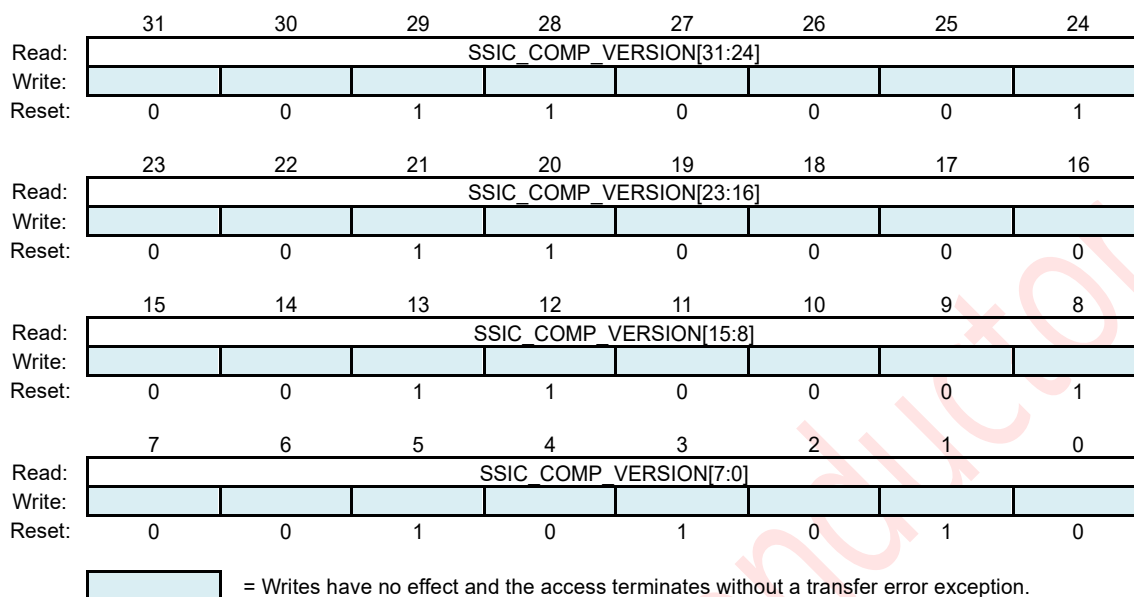 31 30 29 28 27 26 25 24
Read: SSIC_COMP_VERSION[31:24]
Write:
Reset: 0 0 1 1 0 0 0 1
23 22 21 20 19 18 17 16
Read: SSIC_COMP_VERSION[23:16]
Write:
Reset: 0 0 1 1 0 0 0 0
15 14 13 12 11 10 9 8
Read: SSIC_COMP_VERSION[15:8]
Write:
Reset: 0 0 1 1 0 0 0 1
7 6 5 4 3 2 1 0
Read: SSIC_COMP_VERSION[7:0]
Write:
Reset: 0 0 1 0 1 0 1 0
= Writes have no effect and the access terminates without a transfer error exception.